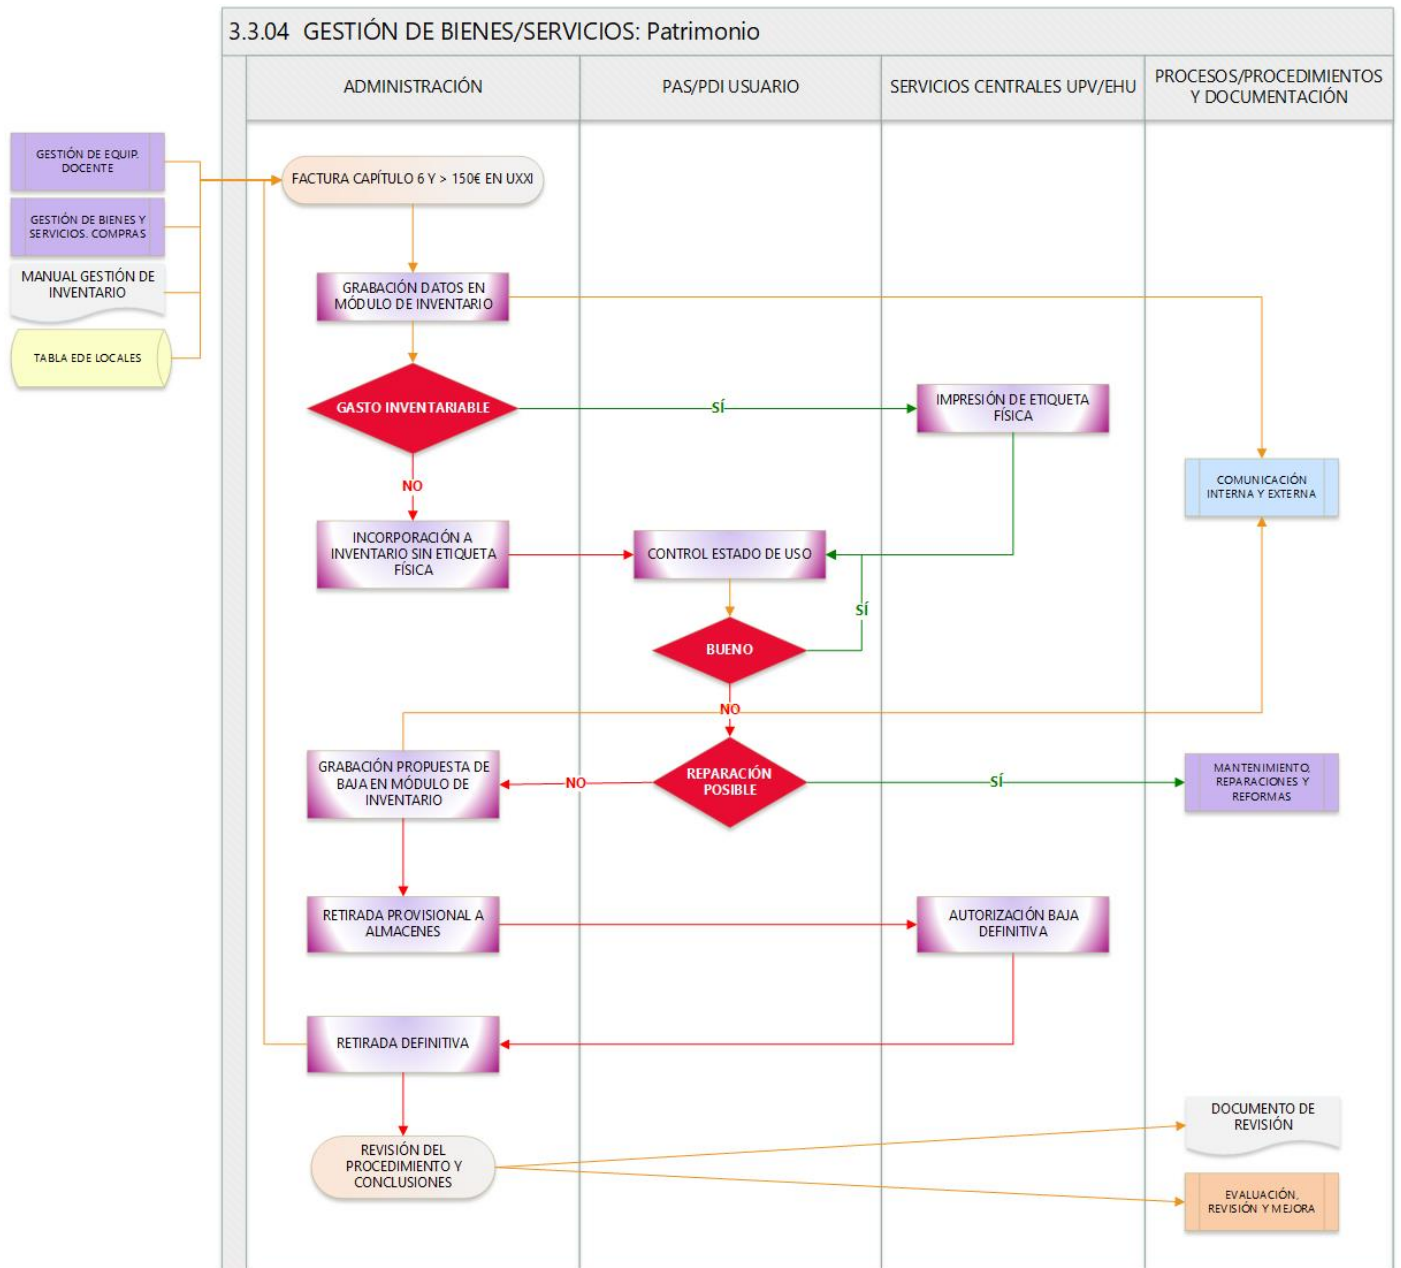 3.3.04 GESTIÓN DE BIENES/SERVICIOS: Patrimonio
ADMINISTRACIÓN
PAS/PDI USUARIO
SERVICIOS CENTRALES UPV/EHU
PROCESOS/PROCEDIMIENTOS
Y DOCUMENTACIÓN
GESTIÓN DE EQUIP.
DOCENTE
GESTIÓN DE BIENES Y
SERVICIOS. COMPRAS
MANUAL GESTIÓN DE
INVENTARIO
TABLA EDE LOCALES
FACTURA CAPÍTULO 6 Y > 150€ EN UXXI
GRABACIÓN DATOS EN
MÓDULO DE INVENTARIO
GASTO INVENTARIABLE
SÍ
IMPRESIÓN DE ETIQUETA
FÍSICA
NO
COMUNICACIÓN
INTERNA Y EXTERNA
INCORPORACIÓN A
INVENTARIO SIN ETIQUETA
FÍSICA
CONTROL ESTADO DE USO
SÍ
BUENO
NO
GRABACIÓN PROPUESTA DE
BAJA EN MÓDULO DE
INVENTARIO
NO
REPARACIÓN
POSIBLE
SÍ
MANTENIMIENTO,
REPARACIONES Y
REFORMAS
RETIRADA PROVISIONAL A
ALMACENES
AUTORIZACIÓN BAJA
DEFINITIVA
RETIRADA DEFINITIVA
REVISIÓN DEL
PROCEDIMIENTO Y
CONCLUSIONES
DOCUMENTO DE
REVISIÓN
EVALUACIÓN,
REVISIÓN Y MEJORA